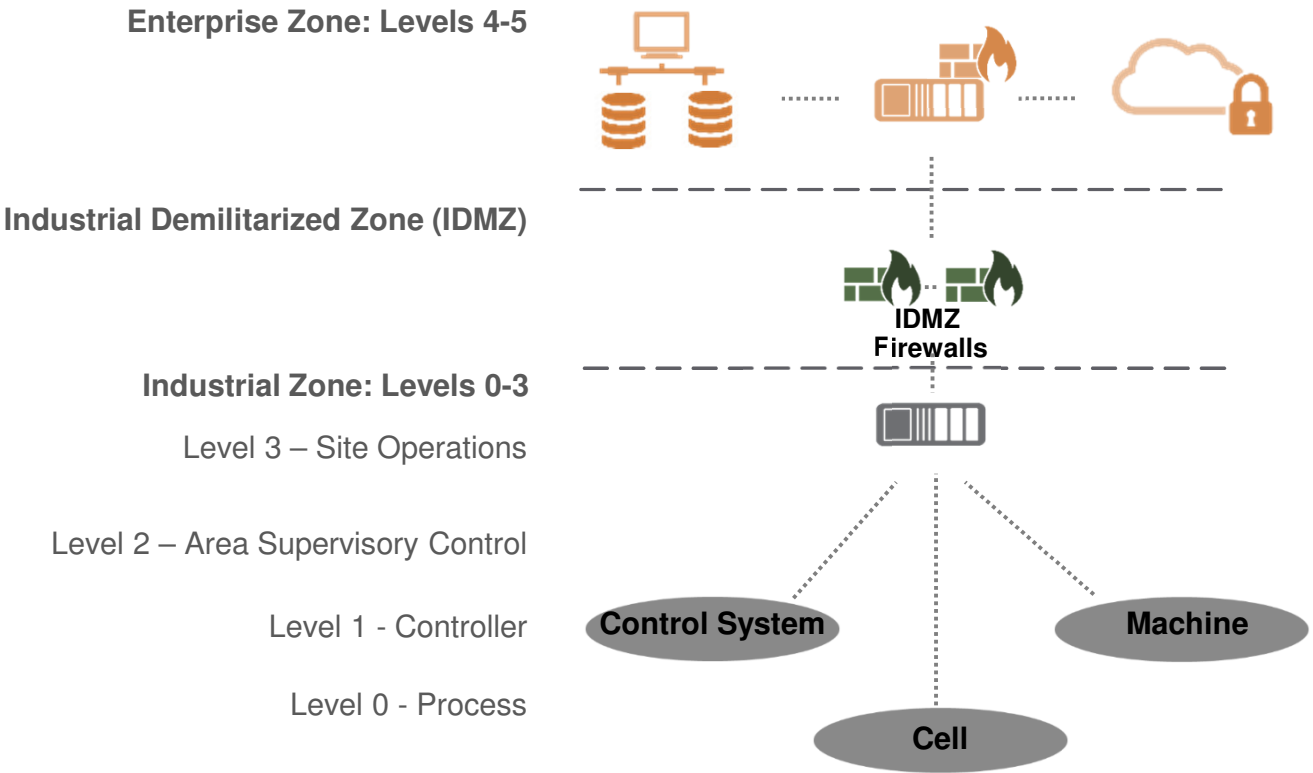 Enterprise Zone: Levels 4-5
Industrial Demilitarized Zone (IDMZ)
IDMZ
Firewalls
Industrial Zone: Levels 0-3
Level 3 – Site Operations
Level 2 – Area Supervisory Control
Level 1 - Controller
Control System
Machine
Level 0 - Process
Cell